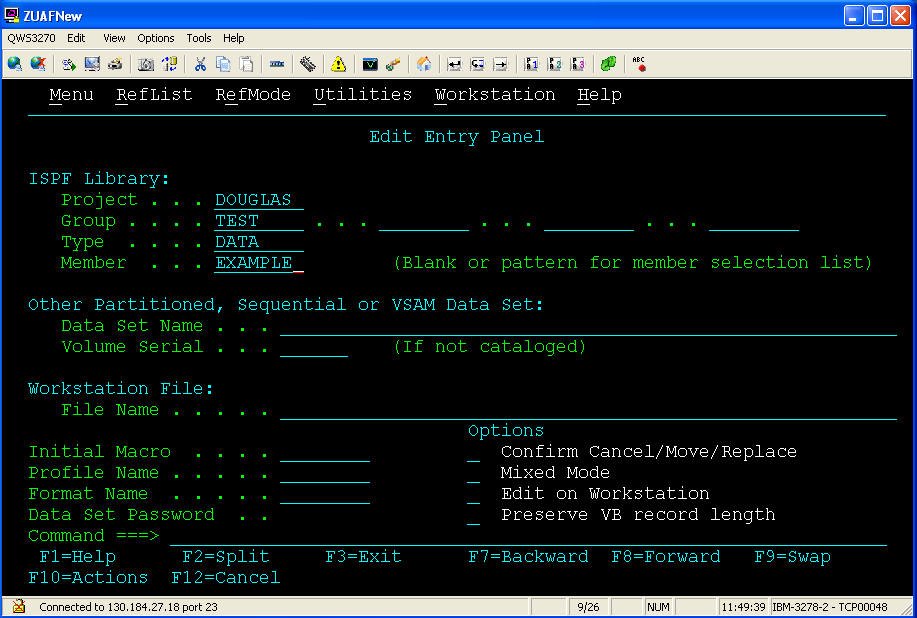 ZUAFNew
QWS3270 Edit View Options Tools Help
ABC
Menu RefList RefMode Utilities Workstation Help
Edit Entry Panel
ISPF Library:
Project . . . DOUGLAS
Group . . . . TEST . . . . . . . . .
Type . . . . DATA
Member . . . EXAMPLE (Blank or pattern for member selection list)
Other Partitioned, Sequential or VSAM Data Set:
Data Set Name . . .
Volume Serial . . . (If not cataloged)
Workstation File:
File Name . . . . .
Options
Initial Macro . . . . Confirm Cancel/Move/Replace
Profile Name . . . . . Mixed Mode
Format Name . . . . . Edit on Workstation
Data Set Password . . Preserve VB record length
Command ===>
F1=Help F2=Split F3=Exit F7=Backward F8=Forward F9=Swap
F10=Actions F12=Cancel
Connected to 130.184.27.18 port 23 9/26 NUM 11:49:39 IBM-3278-2 - TCP00048